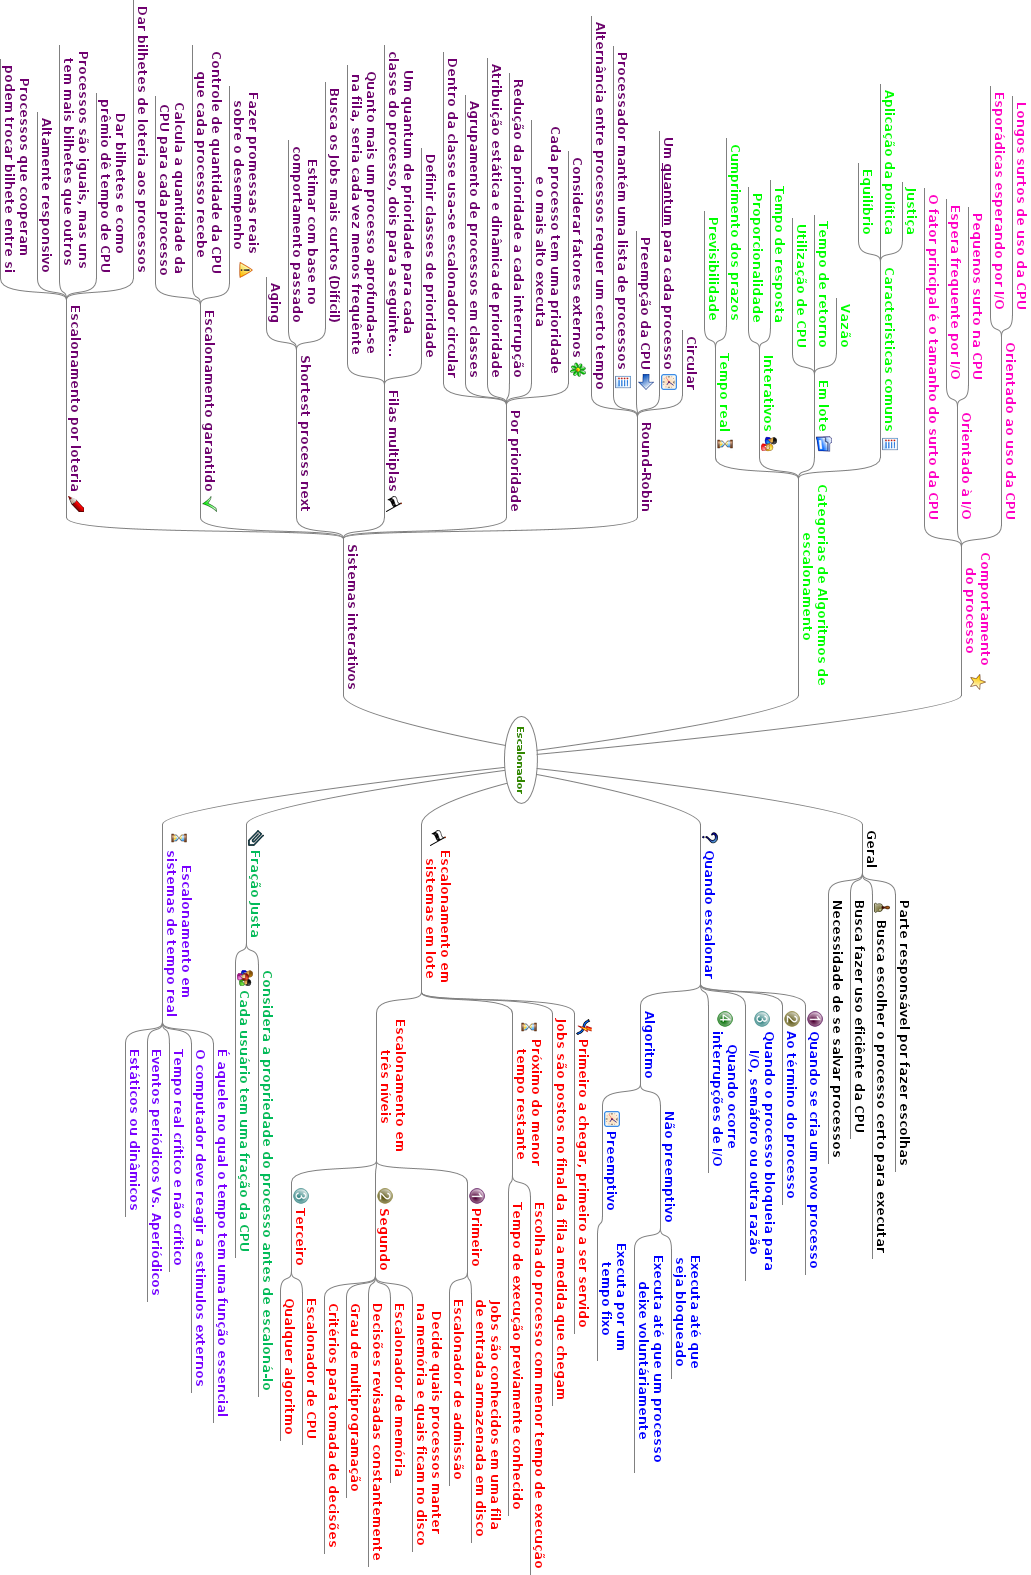 Escalonador
Geral
Parte responsável por fazer escolhas
Busca escolher o processo certo para executar
Busca fazer uso eficiênte da CPU
Necessidade de se salvar processos
Quando escalonar
1 Quando se cria um novo processo
2 Ao término do processo
3 Quando o processo bloqueia para
I/O, semáforo ou outra razão
4 Quando ocorre
interrupções de I/O
Algoritmo
Não preemptivo
Executa até que
seja bloqueado
Executa até que um processo
deixe voluntáriamente
Preemptivo
Executa por um
tempo fixo
Escalonamento em
sistemas em lote
Primeiro a chegar, primeiro a ser servido
Jobs são postos no final da fila a medida que chegam
Próximo do menor
tempo restante
Escolha do processo com menor tempo de execução
Tempo de execução previamente conhecido
Escalonamento em
três níveis
1 Primeiro
Jobs são conhecidos em uma fila
de entrada armazenada em disco
Escalonador de admissão
2 Segundo
Decide quais processos manter
na memória e quais ficam no disco
Escalonador de memória
Decisões revisadas constantemente
Grau de multiprogramação
Critérios para tomada de decisões
3 Terceiro
Escalonador de CPU
Qualquer algoritmo
Fração Justa
Considera a propriedade do processo antes de escaloná-lo
Cada usuário tem uma fração da CPU
Escalonamento em
sistemas de tempo real
É aquele no qual o tempo tem uma função essencial
O computador deve reagir a estimulos externos
Tempo real crítico e não crítico
Eventos periódicos Vs. Aperiódicos
Estáticos ou dinâmicos
Comportamento
do processo
Orientado ao uso da CPU
Longos surtos de uso da CPU
Esporádicas esperando por I/O
Orientado à I/O
Pequenos surto na CPU
Espera frequente por I/O
O fator principal é o tamanho do surto da CPU
Categorias de Algoritmos de
escalonamento
Características comuns
Justica
Aplicação da política
Equilibrio
Em lote
Vazão
Tempo de retorno
Utilização de CPU
Interativos
Tempo de resposta
Proporcionalidade
Tempo real
Cumprimento dos prazos
Previsibilidade
Sistemas interativos
Round-Robin
Circular
Um quantum para cada processo
Preempção da CPU
Processador mantém uma lista de processos
Alternância entre processos requer um certo tempo
Por prioridade
Considerar fatores externos
Cada processo tem uma prioridade
e o mais alto executa
Redução da prioridade a cada interrupção
Atribuição estática e dinâmica de prioridade
Agrupamento de processos em classes
Dentro da classe usa-se escalonador circular
Filas multiplas
Definir classes de prioridade
Um quantum de prioridade para cada
classe do processo, dois para a seguinte...
Quanto mais um processo aprofunda-se
na fila, seria cada vez menos frequênte
Shortest process next
Busca os Jobs mais curtos (Difícil)
Estimar com base no
comportamento passado
Aging
Escalonamento garantido
Fazer promessas reais
sobre o desempenho
Controle de quantidade da CPU
que cada processo recebe
Calcula a quantidade da
CPU para cada processo
Escalonamento por loteria
Dar bilhetes de loteria aos processos
Dar bilhetes e como
prêmio dê tempo de CPU
Processos são iguais, mas uns
tem mais bilhetes que outros
Altamente responsivo
Processos que cooperam
podem trocar bilhete entre si